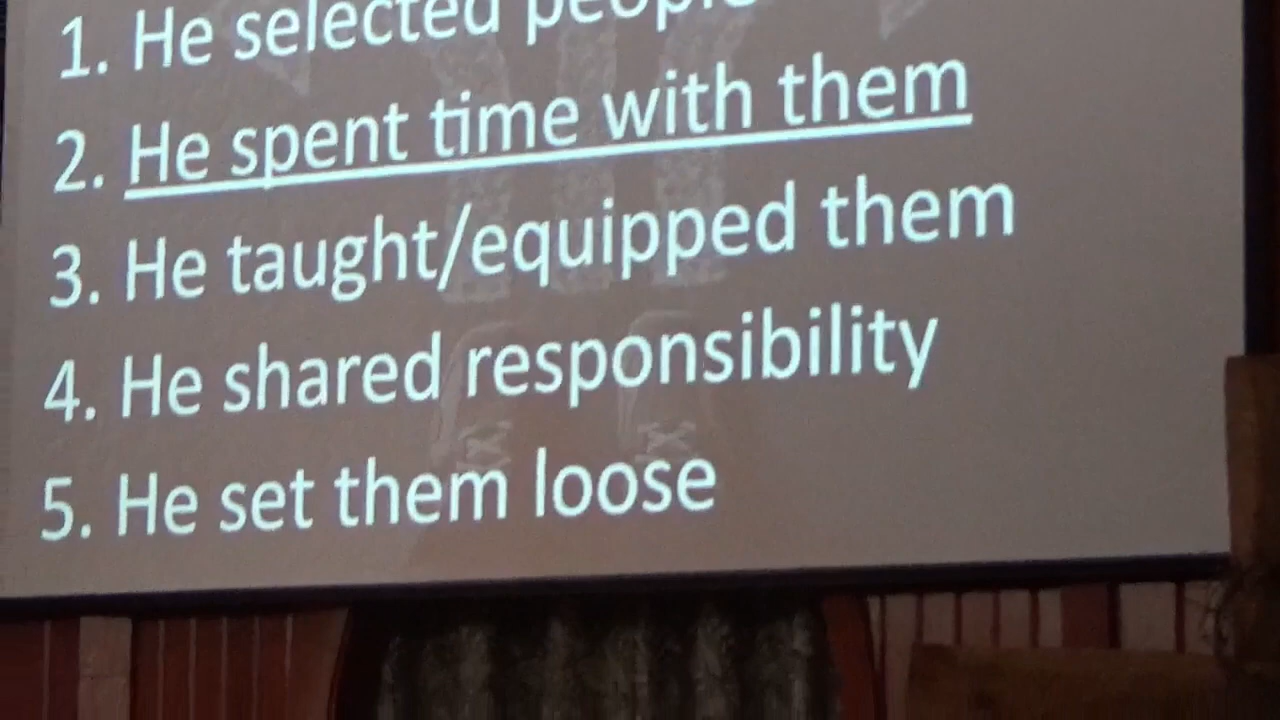 1. He selected people
2. He spent time with them
3. He taught/equipped them
4. He shared responsibility
5. He set them loose